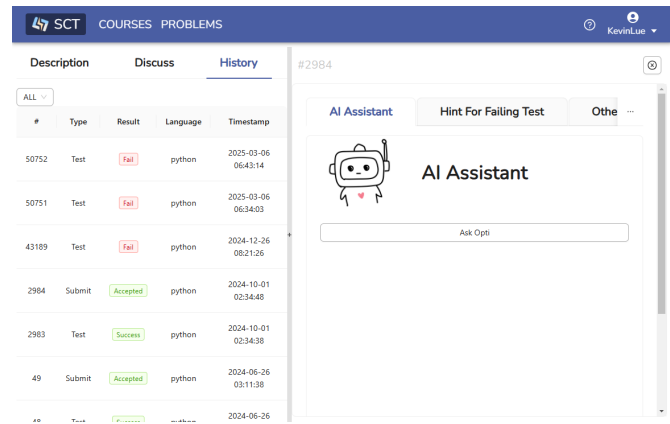 SCT COURSES PROBLEMS
KevinLue
Description Discuss History
ALL
# Type Result Language Timestamp
50752 Test Fail python 2025-03-06
06:43:14
50751 Test Fail python 2025-03-06
06:34:03
43189 Test Fail python 2024-12-26
08:21:26
2984 Submit Accepted python 2024-10-01
02:34:48
2983 Test Success python 2024-10-01
02:34:38
49 Submit Accepted python 2024-06-26
03:11:38
48 Test Success python 2024-06-26
#2984
AI Assistant Hint For Failing Test Othe ...
AI Assistant
Ask Opti